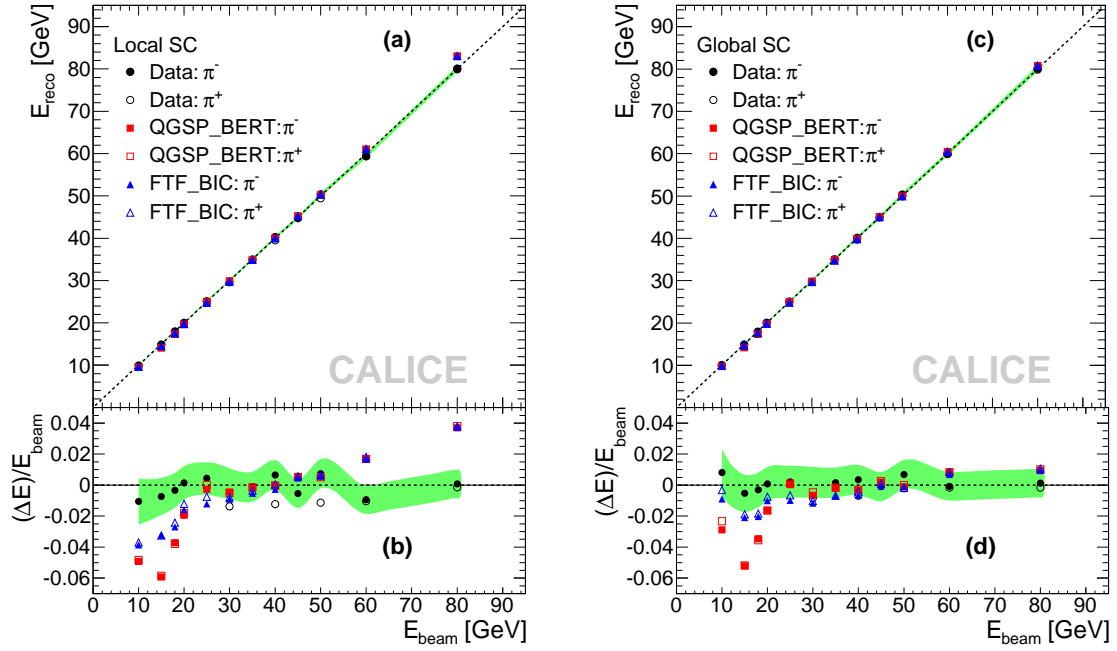 E_reco [GeV]
90
80
70
60
50
40
30
20
10
(a)
Local SC
Data: π⁻
Data: π⁺
QGSP_BERT:π⁻
QGSP_BERT:π⁺
FTF_BIC: π⁻
FTF_BIC: π⁺
CALICE
(ΔE)/E_beam
0.04
0.02
0
-0.02
-0.04
-0.06
(b)
0 10 20 30 40 50 60 70 80 90
E_beam [GeV]
E_reco [GeV]
90
80
70
60
50
40
30
20
10
(c)
Global SC
Data: π⁻
Data: π⁺
QGSP_BERT:π⁻
QGSP_BERT:π⁺
FTF_BIC: π⁻
FTF_BIC: π⁺
CALICE
(ΔE)/E_beam
0.04
0.02
0
-0.02
-0.04
-0.06
(d)
0 10 20 30 40 50 60 70 80 90
E_beam [GeV]